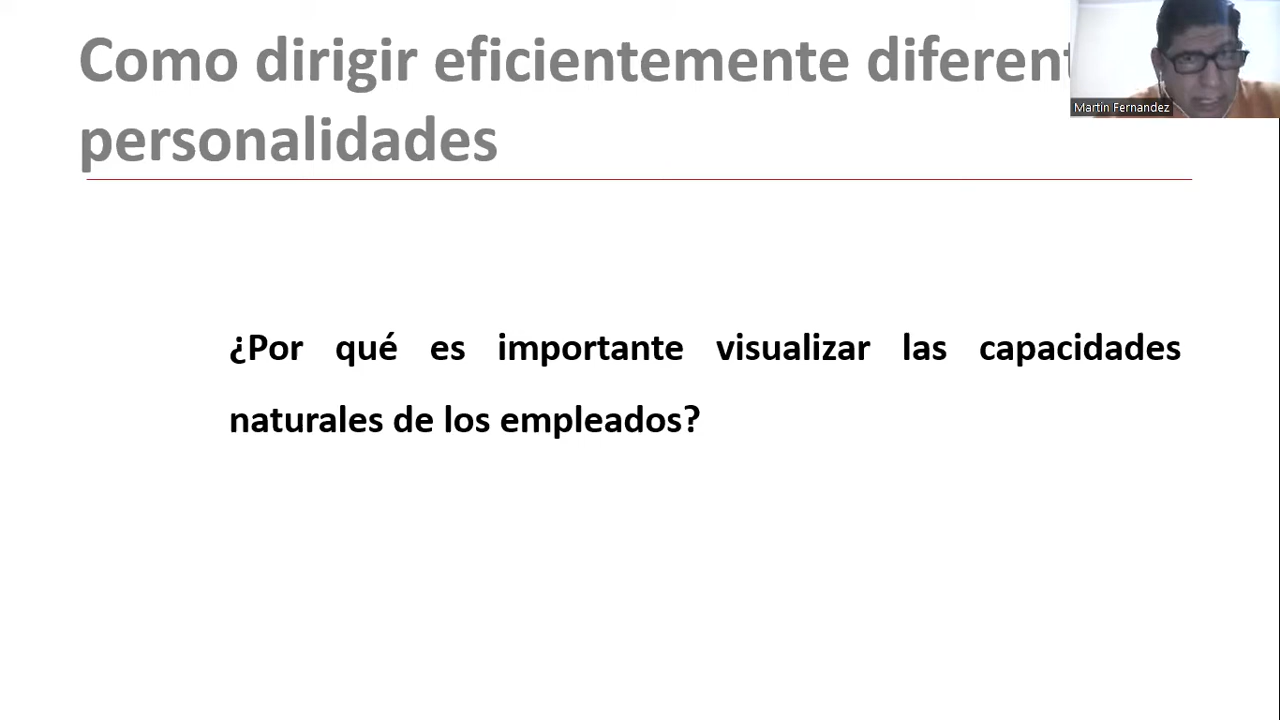 Como dirigir eficientemente diferent
personalidades
Martín Fernandez
¿Por qué es importante visualizar las capacidades
naturales de los empleados?